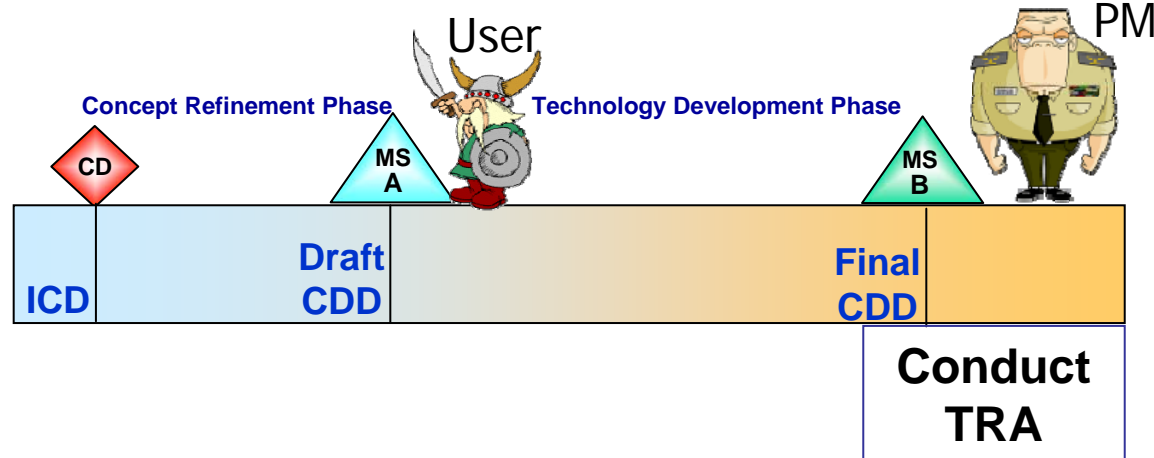 User
PM
Concept Refinement Phase
Technology Development Phase
CD
MS
A
MS
B
ICD
Draft
CDD
Final
CDD
Conduct
TRA